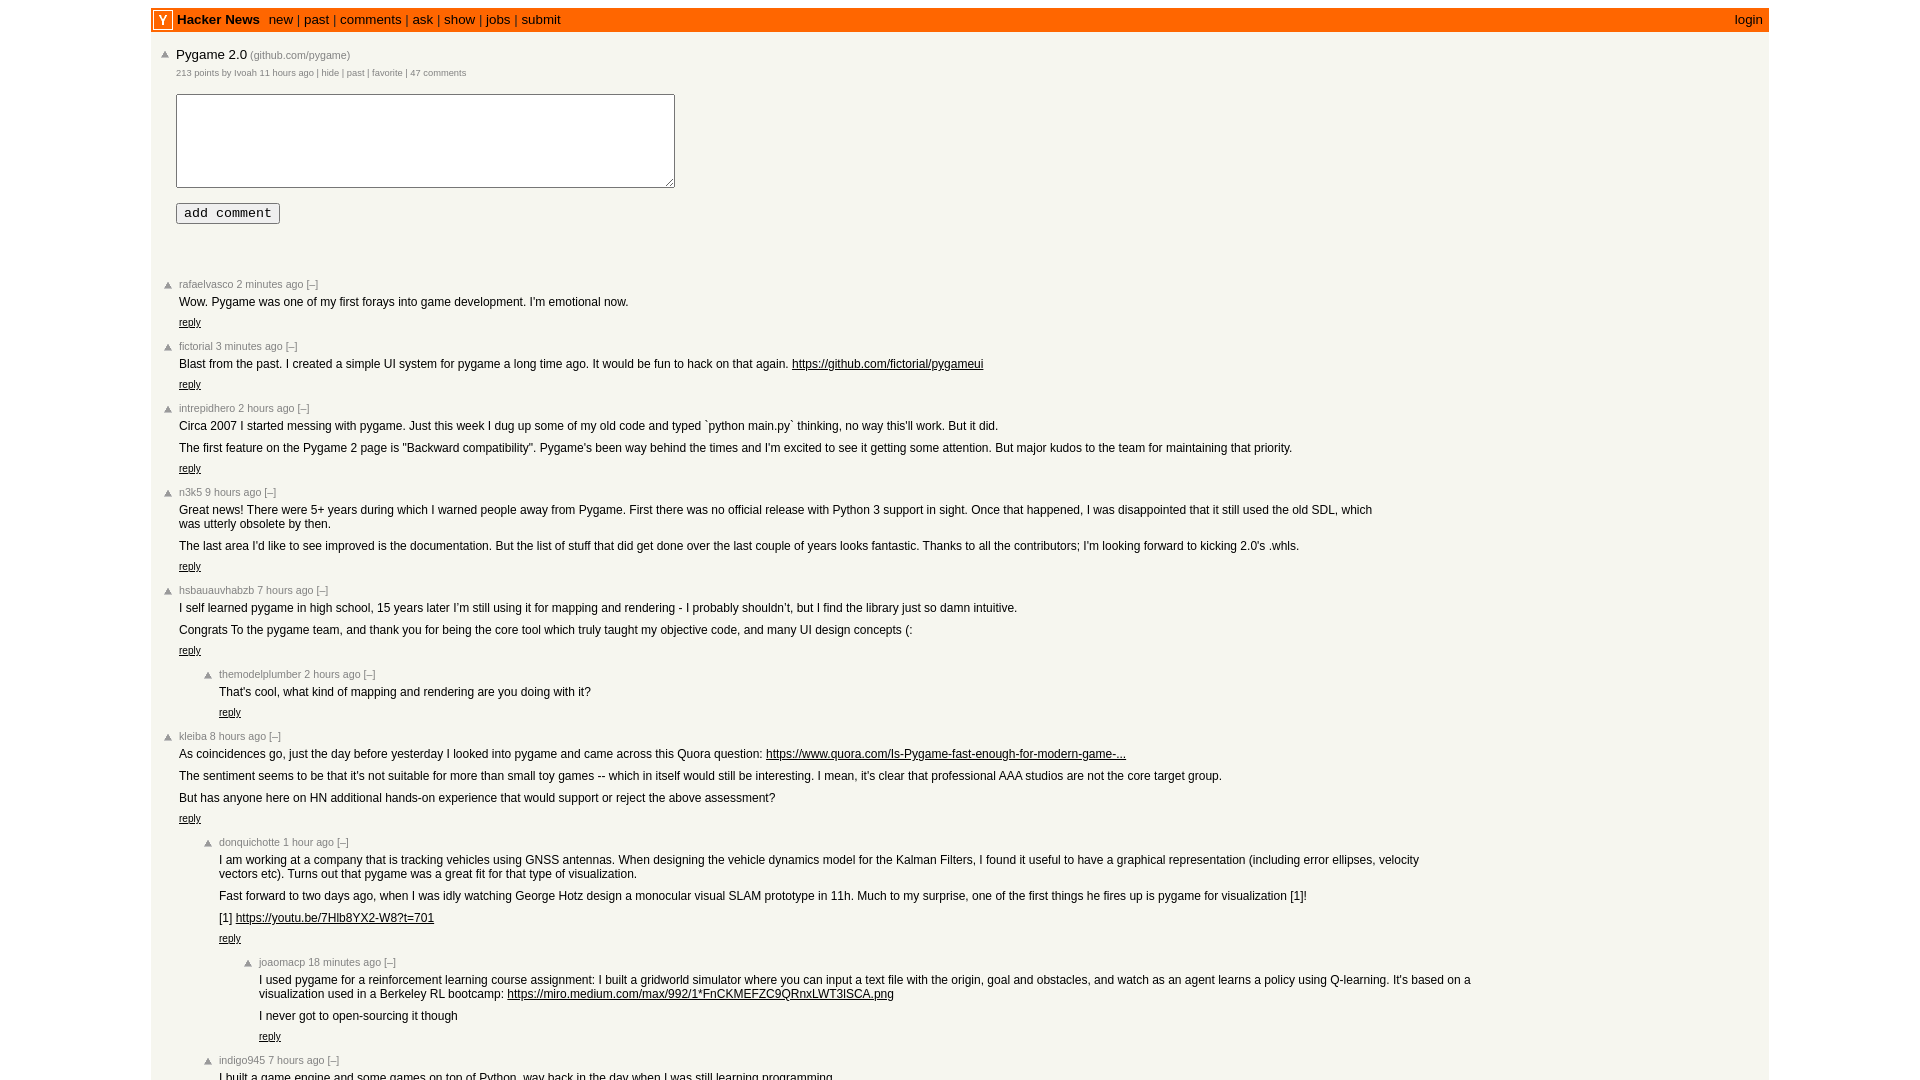 Y Hacker News new | past | comments | ask | show | jobs | submit login
Pygame 2.0 (github.com/pygame)
213 points by Ivoah 11 hours ago | hide | past | favorite | 47 comments
add comment
rafaelvasco 2 minutes ago [–]
Wow. Pygame was one of my first forays into game development. I'm emotional now.
reply
fictorial 3 minutes ago [–]
Blast from the past. I created a simple UI system for pygame a long time ago. It would be fun to hack on that again. https://github.com/fictorial/pygameui
reply
intrepidhero 2 hours ago [–]
Circa 2007 I started messing with pygame. Just this week I dug up some of my old code and typed `python main.py` thinking, no way this'll work. But it did.
The first feature on the Pygame 2 page is "Backward compatibility". Pygame's been way behind the times and I'm excited to see it getting some attention. But major kudos to the team for maintaining that priority.
reply
n3k5 9 hours ago [–]
Great news! There were 5+ years during which I warned people away from Pygame. First there was no official release with Python 3 support in sight. Once that happened, I was disappointed that it still used the old SDL, which
was utterly obsolete by then.
The last area I'd like to see improved is the documentation. But the list of stuff that did get done over the last couple of years looks fantastic. Thanks to all the contributors; I'm looking forward to kicking 2.0's .whls.
reply
hsbauauvhabzb 7 hours ago [–]
I self learned pygame in high school, 15 years later I’m still using it for mapping and rendering - I probably shouldn’t, but I find the library just so damn intuitive.
Congrats To the pygame team, and thank you for being the core tool which truly taught my objective code, and many UI design concepts (:
reply
themodelplumber 2 hours ago [–]
That's cool, what kind of mapping and rendering are you doing with it?
reply
kleiba 8 hours ago [–]
As coincidences go, just the day before yesterday I looked into pygame and came across this Quora question: https://www.quora.com/Is-Pygame-fast-enough-for-modern-game-...
The sentiment seems to be that it's not suitable for more than small toy games -- which in itself would still be interesting. I mean, it's clear that professional AAA studios are not the core target group.
But has anyone here on HN additional hands-on experience that would support or reject the above assessment?
reply
donquichotte 1 hour ago [–]
I am working at a company that is tracking vehicles using GNSS antennas. When designing the vehicle dynamics model for the Kalman Filters, I found it useful to have a graphical representation (including error ellipses, velocity
vectors etc). Turns out that pygame was a great fit for that type of visualization.
Fast forward to two days ago, when I was idly watching George Hotz design a monocular visual SLAM prototype in 11h. Much to my surprise, one of the first things he fires up is pygame for visualization [1]!
[1] https://youtu.be/7Hlb8YX2-W8?t=701
reply
joaomacp 18 minutes ago [–]
I used pygame for a reinforcement learning course assignment: I built a gridworld simulator where you can input a text file with the origin, goal and obstacles, and watch as an agent learns a policy using Q-learning. It's based on a
visualization used in a Berkeley RL bootcamp: https://miro.medium.com/max/992/1*FnCKMEFZC9QRnxLWT3lSCA.png
I never got to open-sourcing it though
reply
indigo945 7 hours ago [–]
I built a game engine and some games on top of Python, way back in the day when I was still learning programming.